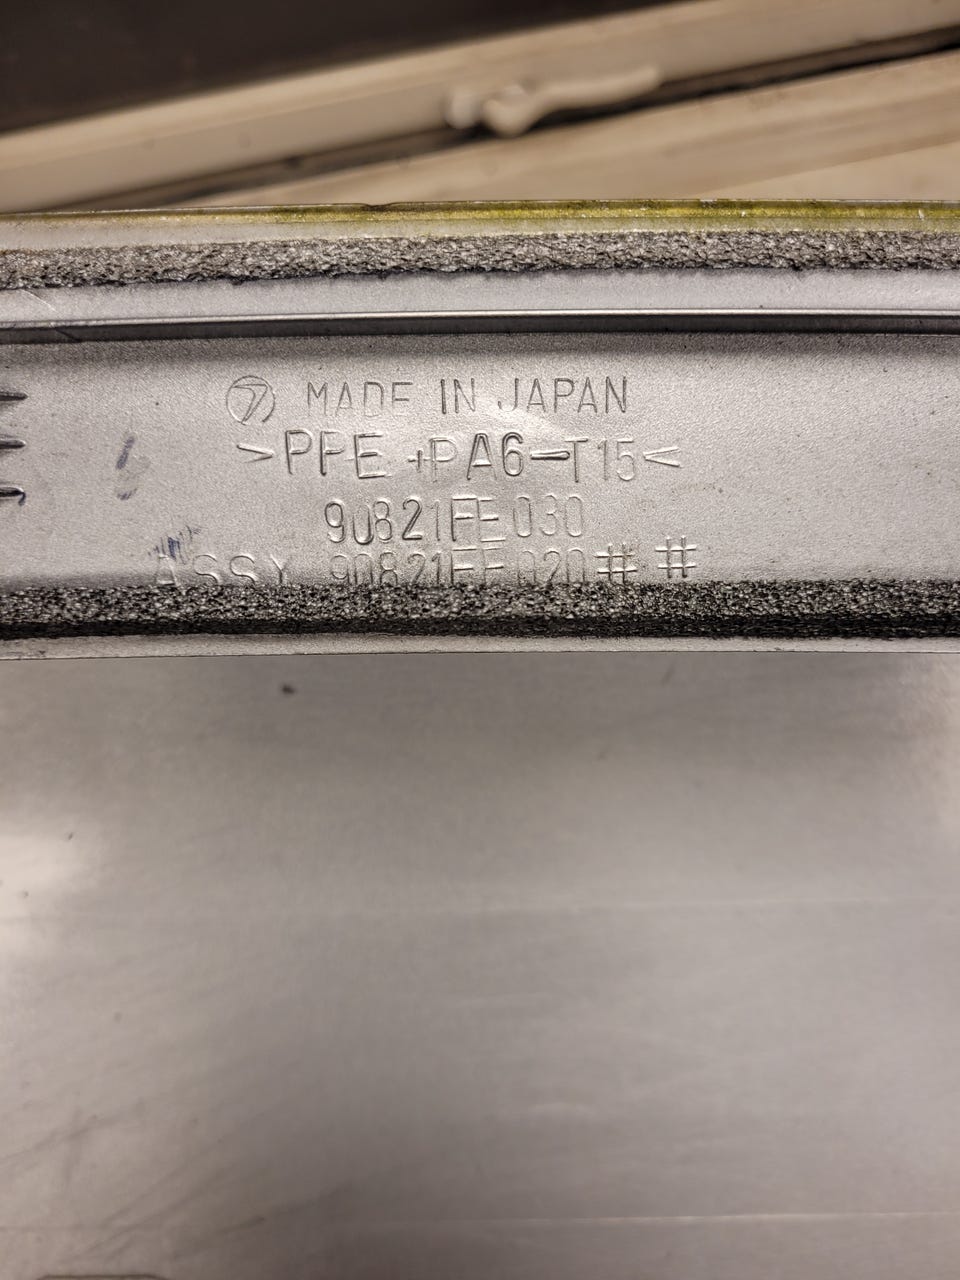 MADE IN JAPAN
>PPE+PA6-T15<
90821FE030
ASSY 90821FE020##